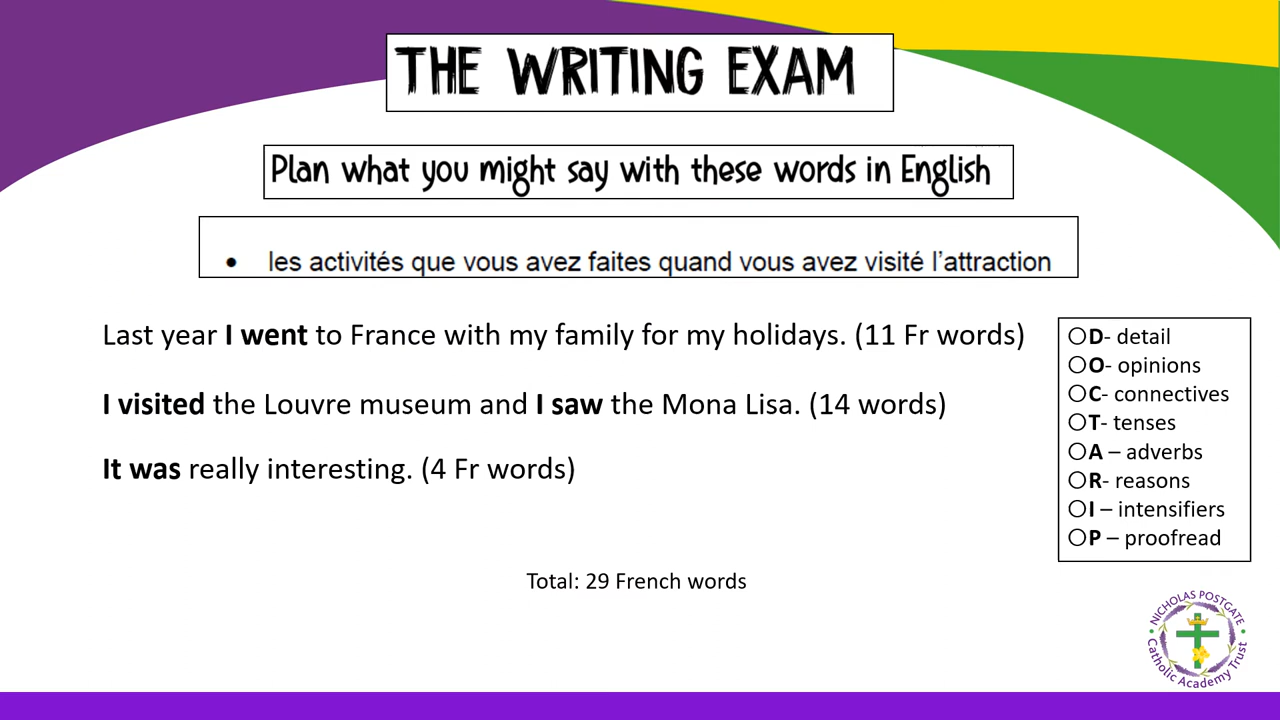 THE WRITING EXAM
Plan what you might say with these words in English
• les activités que vous avez faites quand vous avez visité l'attraction
Last year I went to France with my family for my holidays. (11 Fr words)
I visited the Louvre museum and I saw the Mona Lisa. (14 words)
It was really interesting. (4 Fr words)
Total: 29 French words
D- detail
O- opinions
C- connectives
T- tenses
A – adverbs
R- reasons
I – intensifiers
P – proofread
NICHOLAS POSTGATE
Catholic Academy Trust